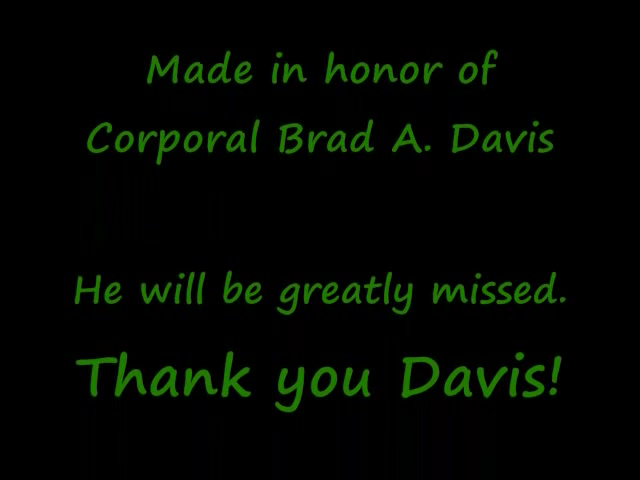 Made in honor of
Corporal Brad A. Davis
He will be greatly missed.
Thank you Davis!